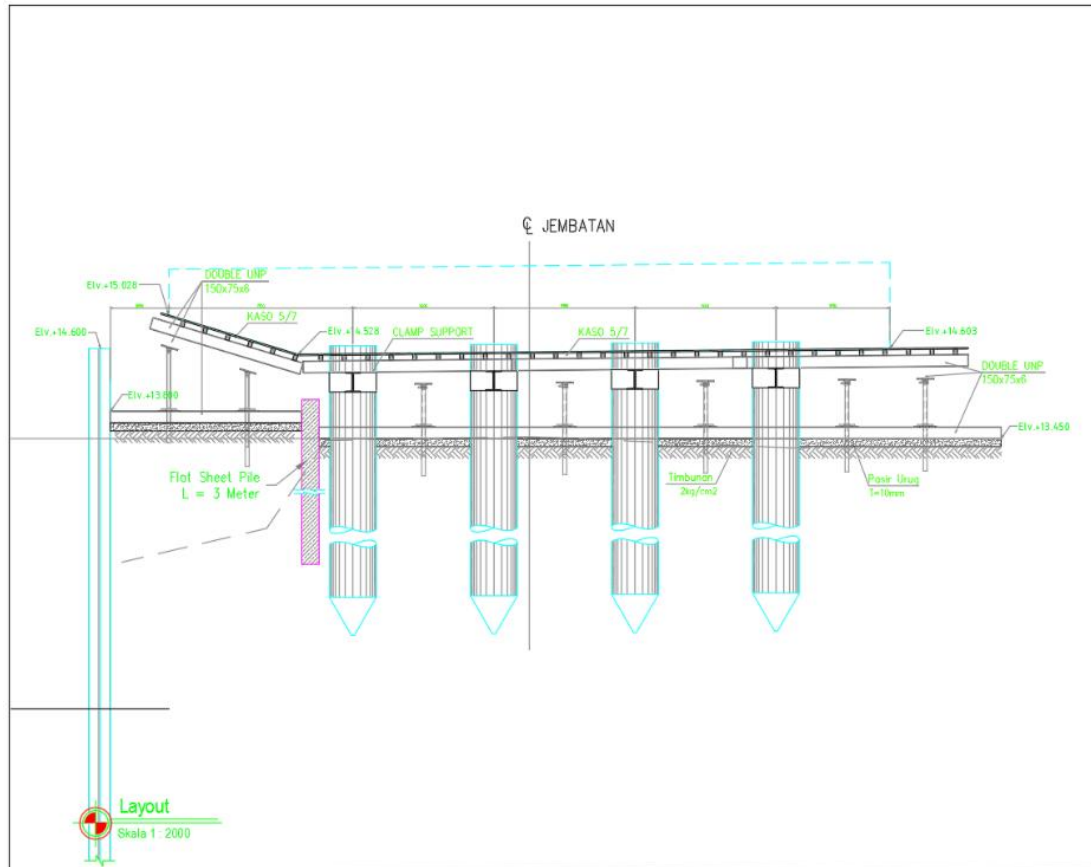 ℄ JEMBATAN
DOUBLE UNP
150x75x6
Elv.+15.028
KASO 5/7
Elv.+14.600
Elv.+14.528
CLAMP SUPPORT
KASO 5/7
Elv.+14.603
DOUBLE UNP
150x75x6
Elv.+13.600
Elv.+13.450
Flat Sheet Pile
L = 3 Meter
Timbunan
2kg/cm2
Pasir Urug
T=10mm
Layout
Skala 1 : 2000